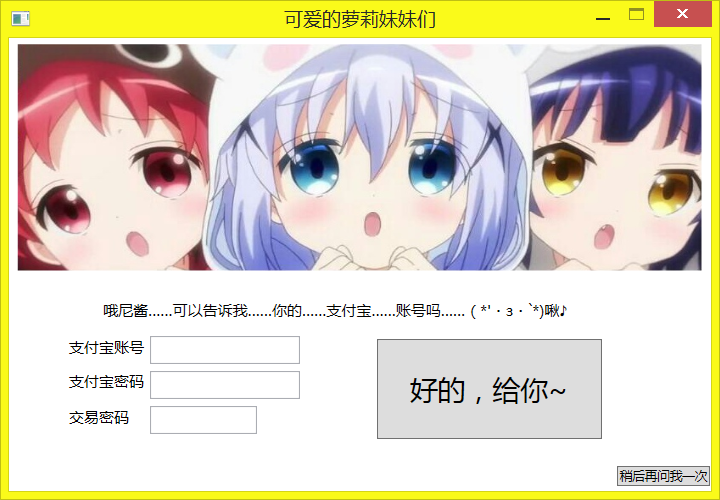 可爱的萝莉妹妹们
哦尼酱......可以告诉我......你的......支付宝......账号吗...... ( *'・з・`*)啾♪
支付宝账号
支付宝密码
交易密码
好的，给你~
稍后再问我一次